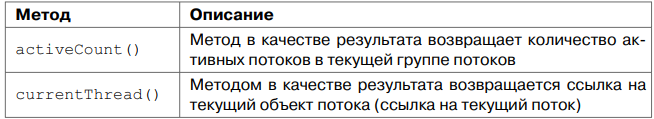 Метод Описание
activeCount() Метод в качестве результата возвращает количество ак-
тивных потоков в текущей группе потоков
currentThread() Методом в качестве результата возвращается ссылка на
текущий объект потока (ссылка на текущий поток)